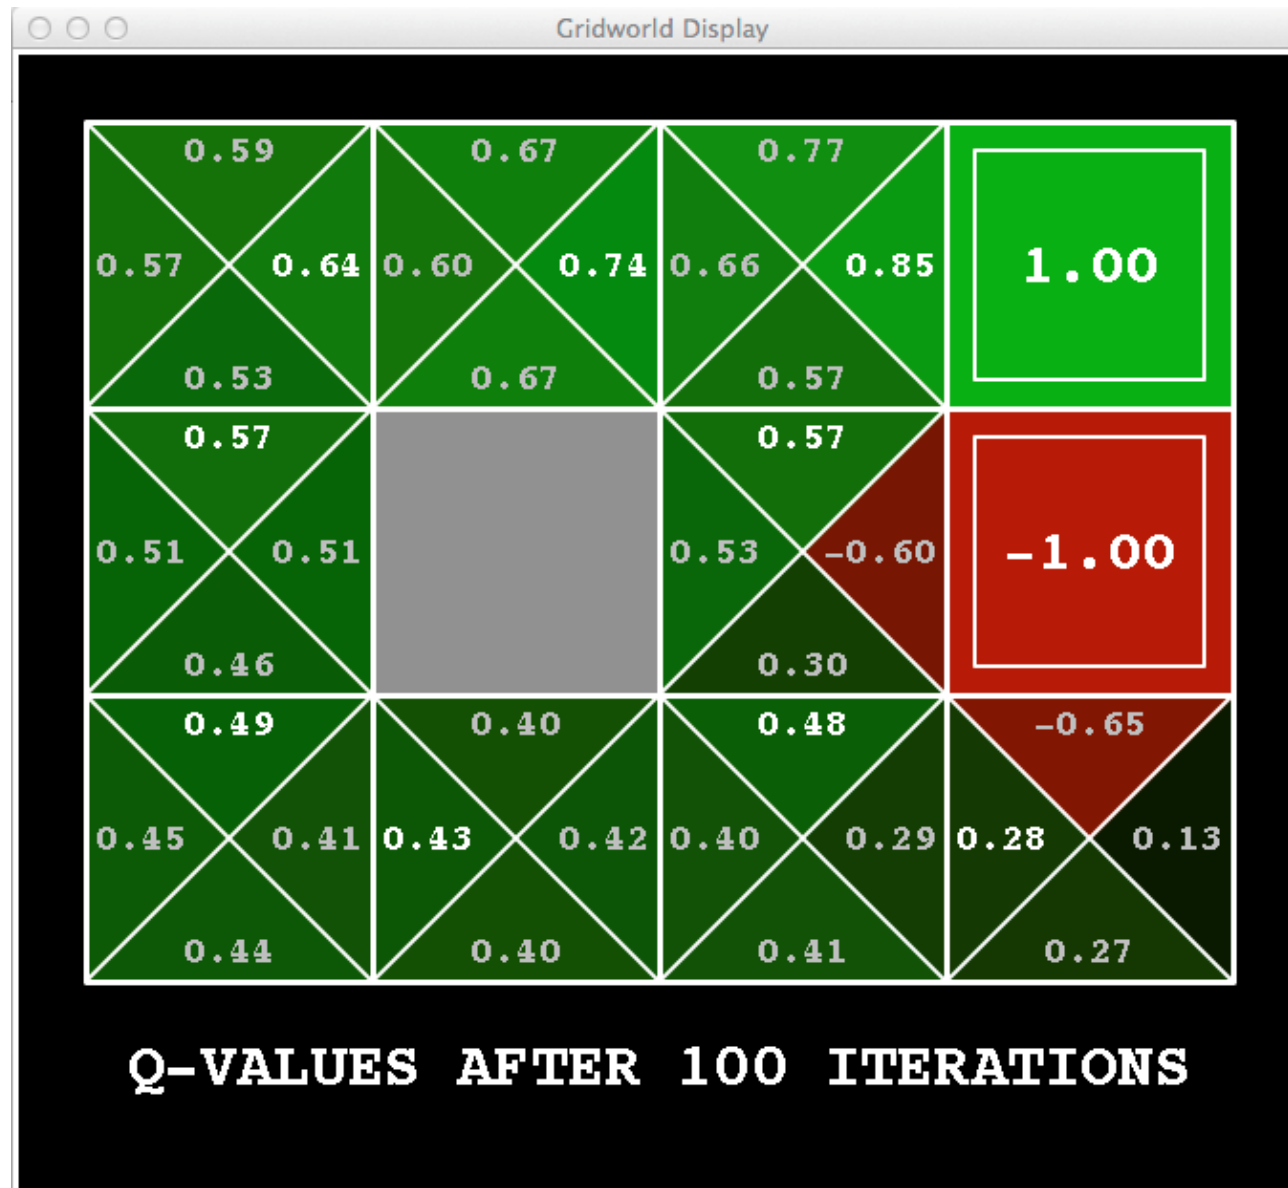 Gridworld Display
0.59 0.67 0.77
0.57 0.64 0.60 0.74 0.66 0.85 1.00
0.53 0.67 0.57
0.57 0.57
0.51 0.51 0.53 -0.60 -1.00
0.46 0.30
0.49 0.40 0.48 -0.65
0.45 0.41 0.43 0.42 0.40 0.29 0.28 0.13
0.44 0.40 0.41 0.27
Q-VALUES AFTER 100 ITERATIONS